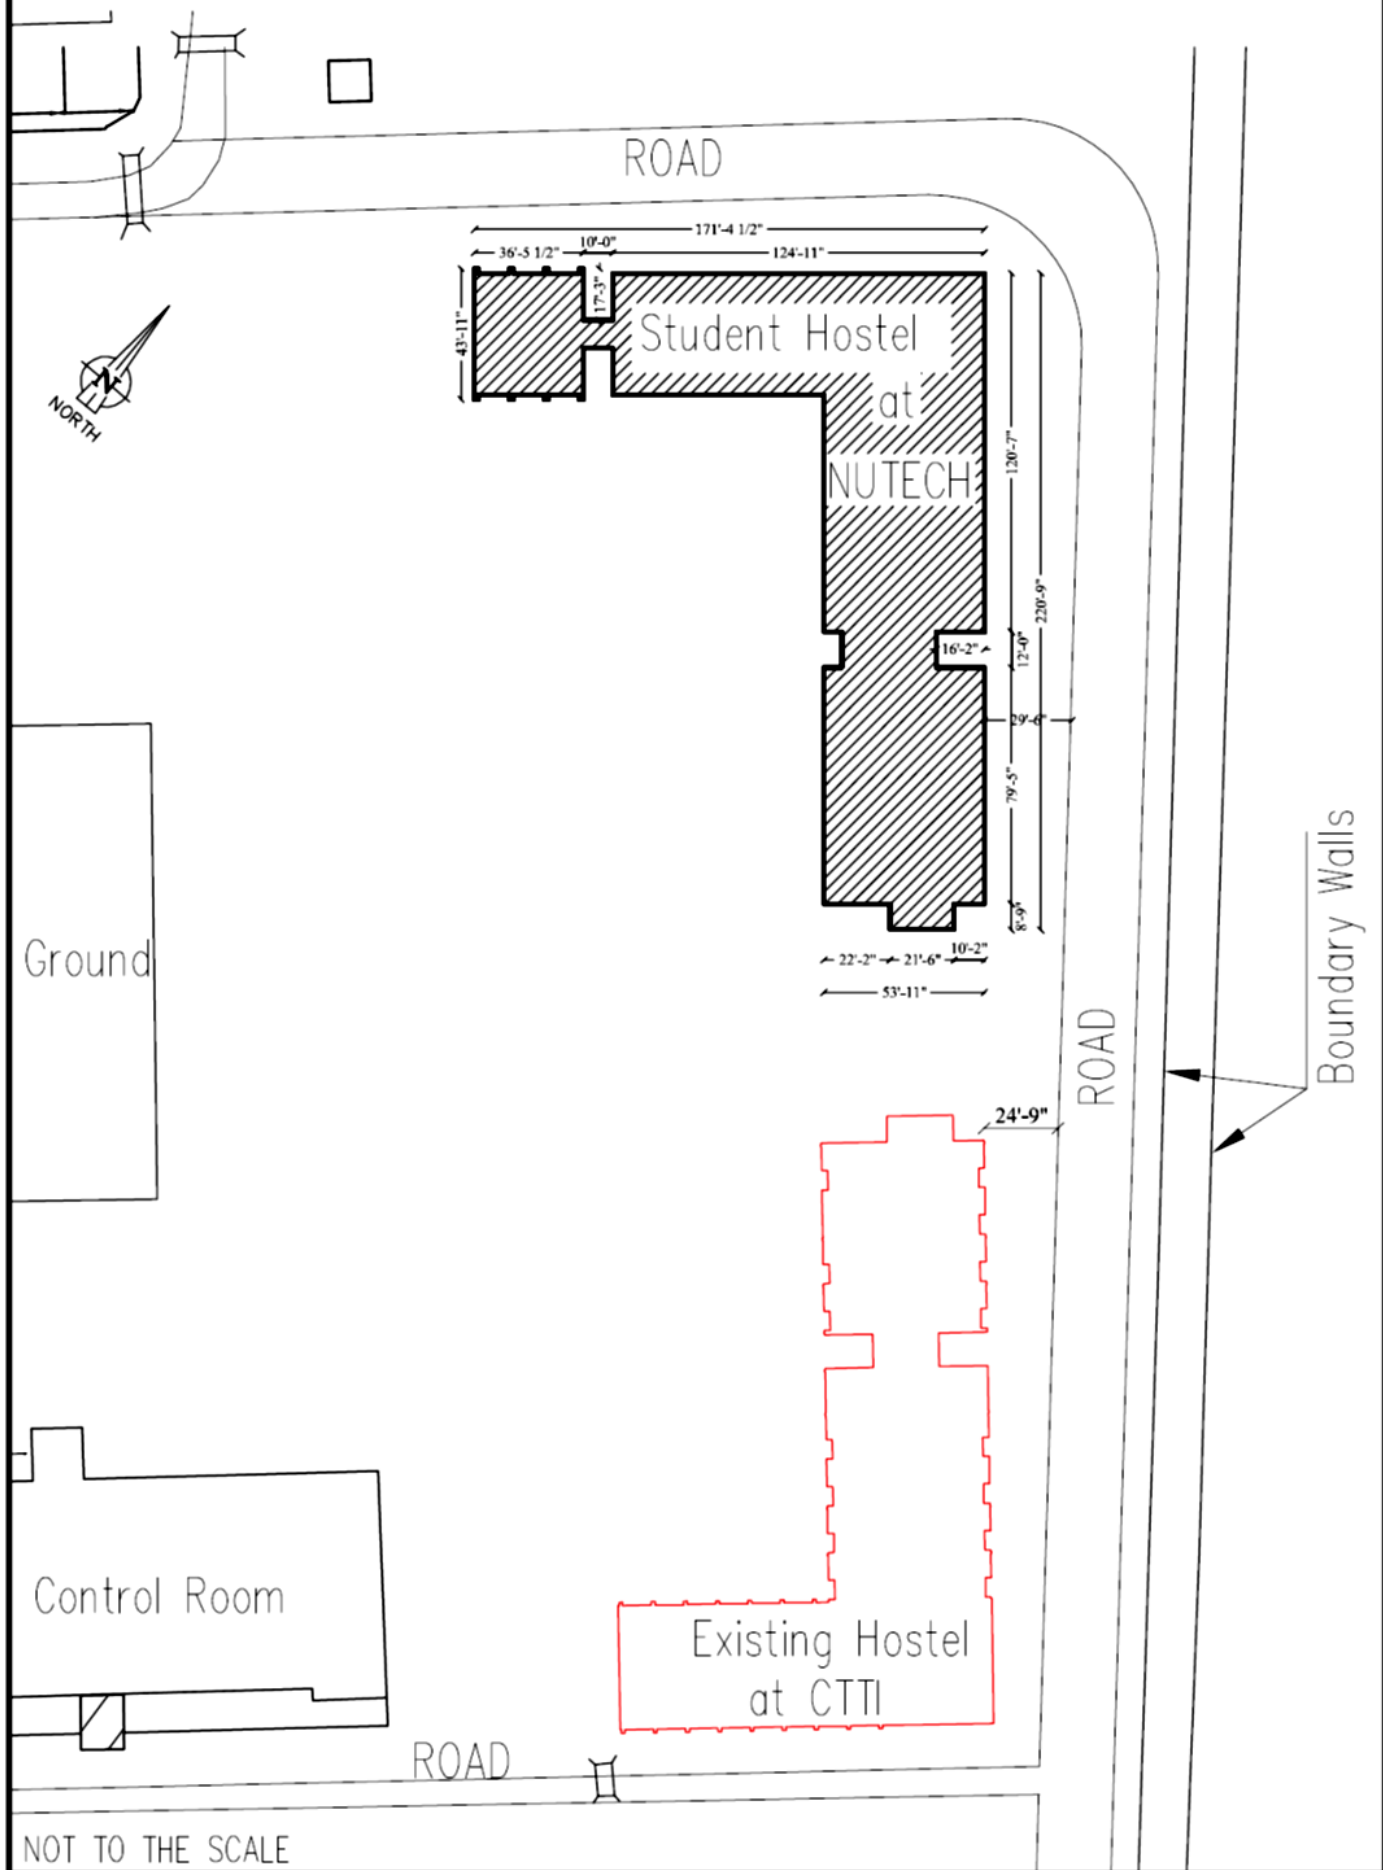 ROAD
171'-4 1/2"
36'-5 1/2"
10'-0"
124'-11"
17'-3"
43'-11"
Student Hostel
at
NUTECH
N
NORTH
120'-7"
220'-9"
16'-2"
12'-0"
29'-6"
79'-5"
8'-9"
22'-2"
21'-6"
10'-2"
53'-11"
Ground
Boundary Walls
ROAD
24'-9"
Control Room
Existing Hostel
at CTTI
ROAD
NOT TO THE SCALE